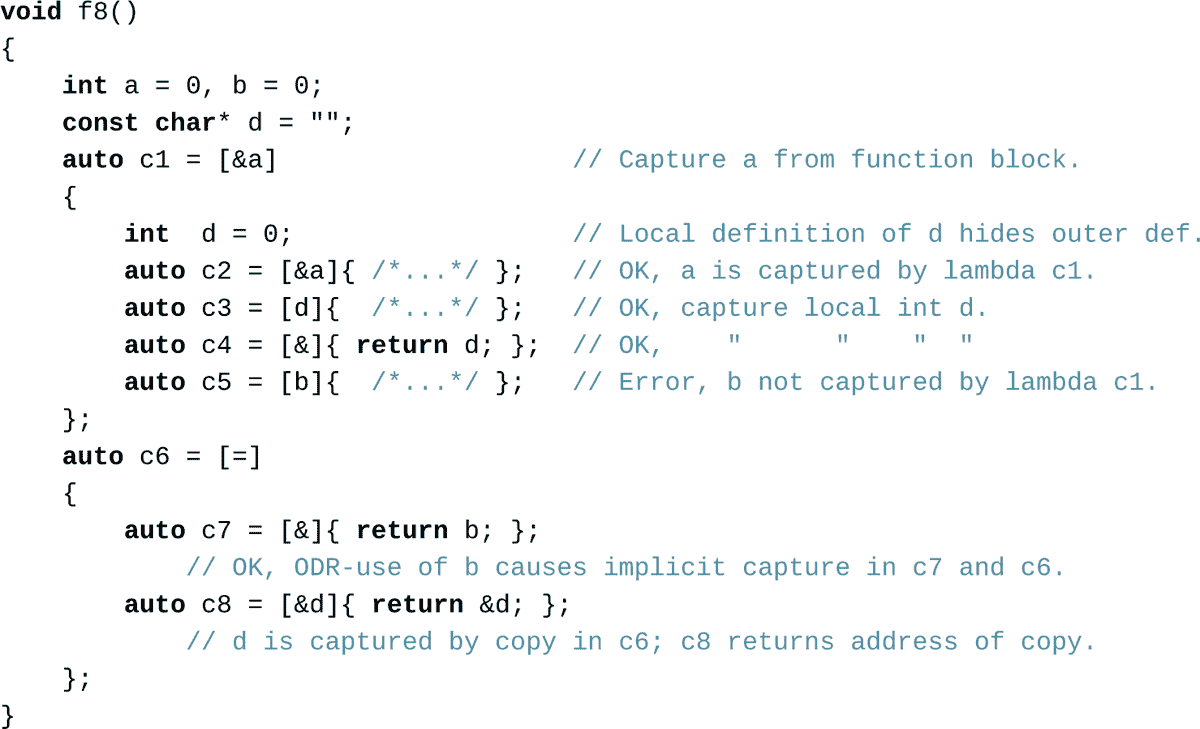 void f8()
{
    int a = 0, b = 0;
    const char* d = "";
    auto c1 = [&a]                    // Capture a from function block.
    {
        int  d = 0;                   // Local definition of d hides outer def.
        auto c2 = [&a]{ /*...*/ };    // OK, a is captured by lambda c1.
        auto c3 = [d]{  /*...*/ };    // OK, capture local int d.
        auto c4 = [&]{ return d; };   // OK,    "      "    "  "
        auto c5 = [b]{  /*...*/ };    // Error, b not captured by lambda c1.
    };
    auto c6 = [=]
    {
        auto c7 = [&]{ return b; };
            // OK, ODR-use of b causes implicit capture in c7 and c6.
        auto c8 = [&d]{ return &d; };
            // d is captured by copy in c6; c8 returns address of copy.
    };
}